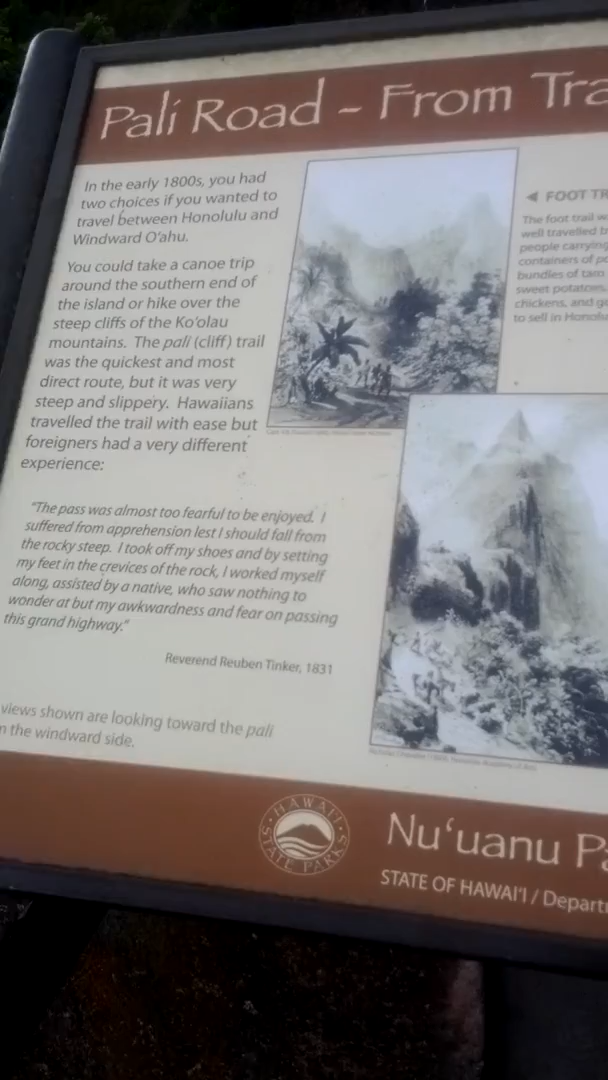 Pali Road - From Tra
In the early 1800s, you had
two choices if you wanted to
travel between Honolulu and
Windward O'ahu.
You could take a canoe trip
around the southern end of
the island or hike over the
steep cliffs of the Ko'olau
mountains. The pali (cliff) trail
was the quickest and most
direct route, but it was very
steep and slippery. Hawaiians
travelled the trail with ease but
foreigners had a very different
experience:
"The pass was almost too fearful to be enjoyed. I
suffered from apprehension lest I should fall from
the rocky steep. I took off my shoes and by setting
my feet in the crevices of the rock, I worked myself
along, assisted by a native, who saw nothing to
wonder at but my awkwardness and fear on passing
this grand highway."
Reverend Reuben Tinker, 1831
views shown are looking toward the pali
the windward side.
◄ FOOT TR
The foot trail w
well travelled b
people carrying
containers of po
bundles of taro
sweet potatoes,
chickens, and g
to sell in Honolu
HAWAII
STATE PARKS
Nu'uanu Pa
STATE OF HAWAI'I / Departm